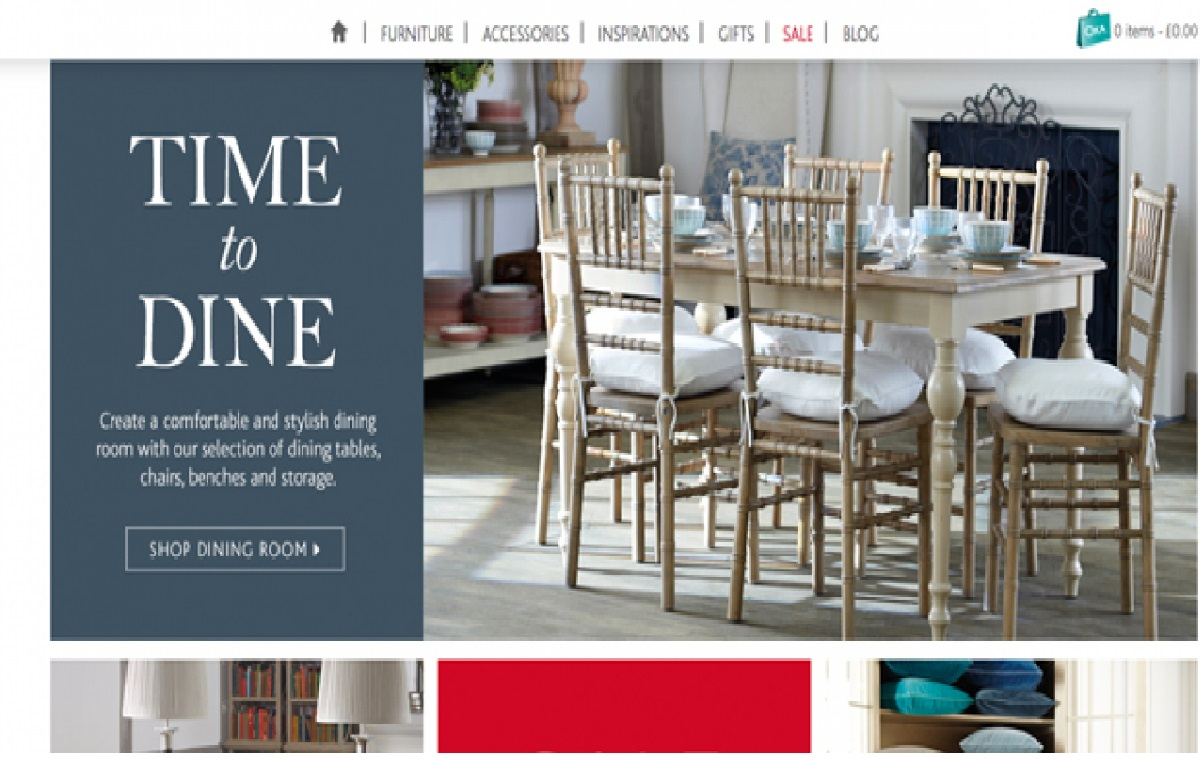 FURNITURE | ACCESSORIES | INSPIRATIONS | GIFTS | SALE | BLOG
OKA
0 items - £0.00
TIME
to
DINE
Create a comfortable and stylish dining
room with our selection of dining tables,
chairs, benches and storage.
SHOP DINING ROOM